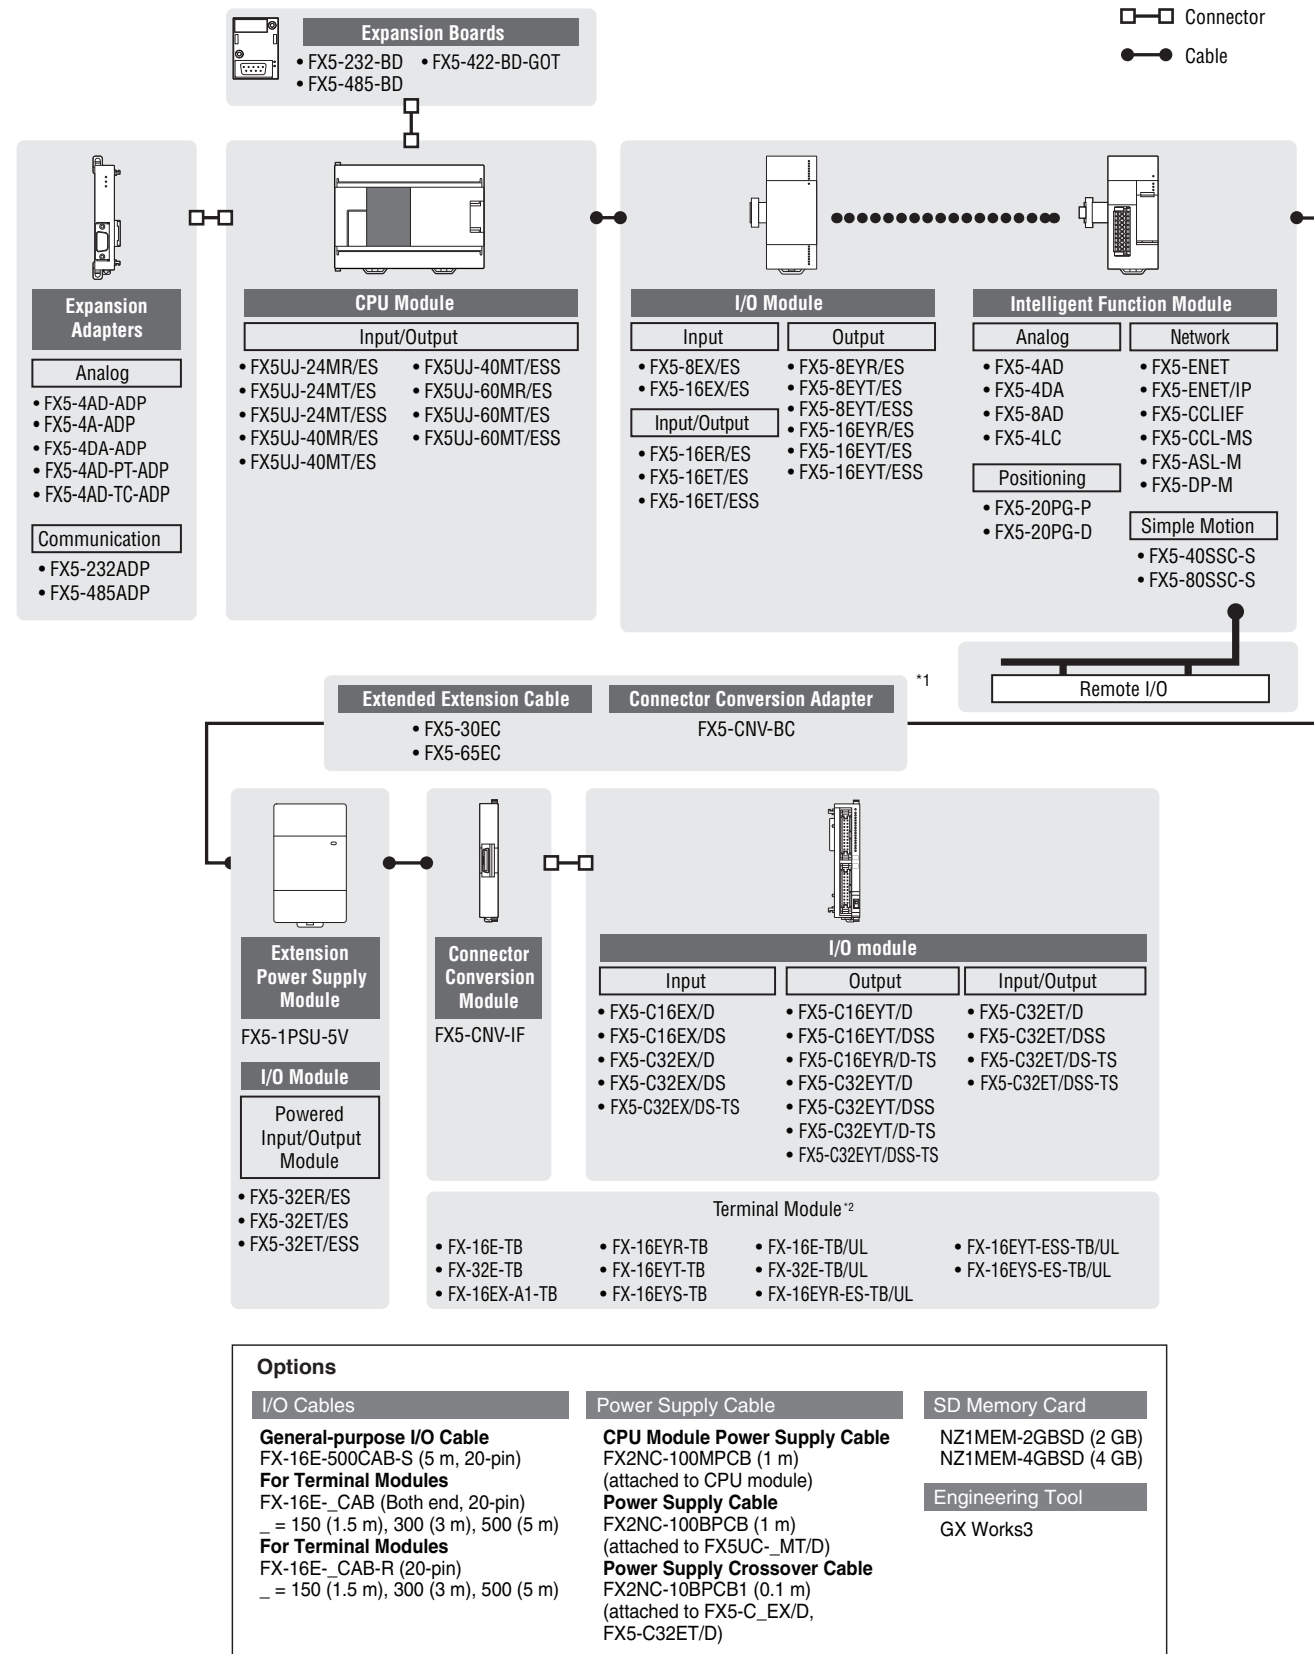 Connector
Cable
Expansion Boards
• FX5-232-BD
• FX5-422-BD-GOT
• FX5-485-BD
Expansion
Adapters
Analog
• FX5-4AD-ADP
• FX5-4A-ADP
• FX5-4DA-ADP
• FX5-4AD-PT-ADP
• FX5-4AD-TC-ADP
Communication
• FX5-232ADP
• FX5-485ADP
CPU Module
Input/Output
• FX5UJ-24MR/ES
• FX5UJ-24MT/ES
• FX5UJ-24MT/ESS
• FX5UJ-40MR/ES
• FX5UJ-40MT/ES
• FX5UJ-40MT/ESS
• FX5UJ-60MR/ES
• FX5UJ-60MT/ES
• FX5UJ-60MT/ESS
I/O Module
Input
• FX5-8EX/ES
• FX5-16EX/ES
Input/Output
• FX5-16ER/ES
• FX5-16ET/ES
• FX5-16ET/ESS
Output
• FX5-8EYR/ES
• FX5-8EYT/ES
• FX5-8EYT/ESS
• FX5-16EYR/ES
• FX5-16EYT/ES
• FX5-16EYT/ESS
Intelligent Function Module
Analog
• FX5-4AD
• FX5-4DA
• FX5-8AD
• FX5-4LC
Positioning
• FX5-20PG-P
• FX5-20PG-D
Network
• FX5-ENET
• FX5-ENET/IP
• FX5-CCLIEF
• FX5-CCL-MS
• FX5-ASL-M
• FX5-DP-M
Simple Motion
• FX5-40SSC-S
• FX5-80SSC-S
Remote I/O
*1
Extended Extension Cable
• FX5-30EC
• FX5-65EC
Connector Conversion Adapter
FX5-CNV-BC
Extension
Power Supply
Module
FX5-1PSU-5V
I/O Module
Powered
Input/Output
Module
• FX5-32ER/ES
• FX5-32ET/ES
• FX5-32ET/ESS
Connector
Conversion
Module
FX5-CNV-IF
I/O module
Input
• FX5-C16EX/D
• FX5-C16EX/DS
• FX5-C32EX/D
• FX5-C32EX/DS
• FX5-C32EX/DS-TS
Output
• FX5-C16EYT/D
• FX5-C16EYT/DSS
• FX5-C16EYR/D-TS
• FX5-C32EYT/D
• FX5-C32EYT/DSS
• FX5-C32EYT/D-TS
• FX5-C32EYT/DSS-TS
Input/Output
• FX5-C32ET/D
• FX5-C32ET/DSS
• FX5-C32ET/DS-TS
• FX5-C32ET/DSS-TS
Terminal Module*2
• FX-16E-TB
• FX-32E-TB
• FX-16EX-A1-TB
• FX-16EYR-TB
• FX-16EYT-TB
• FX-16EYS-TB
• FX-16E-TB/UL
• FX-32E-TB/UL
• FX-16EYR-ES-TB/UL
• FX-16EYT-ESS-TB/UL
• FX-16EYS-ES-TB/UL
Options
I/O Cables
General-purpose I/O Cable
FX-16E-500CAB-S (5 m, 20-pin)
For Terminal Modules
FX-16E-_CAB (Both end, 20-pin)
_ = 150 (1.5 m), 300 (3 m), 500 (5 m)
For Terminal Modules
FX-16E-_CAB-R (20-pin)
_ = 150 (1.5 m), 300 (3 m), 500 (5 m)
Power Supply Cable
CPU Module Power Supply Cable
FX2NC-100MPCB (1 m)
(attached to CPU module)
Power Supply Cable
FX2NC-100BPCB (1 m)
(attached to FX5UC-_MT/D)
Power Supply Crossover Cable
FX2NC-10BPCB1 (0.1 m)
(attached to FX5-C_EX/D,
FX5-C32ET/D)
SD Memory Card
NZ1MEM-2GBSD (2 GB)
NZ1MEM-4GBSD (4 GB)
Engineering Tool
GX Works3